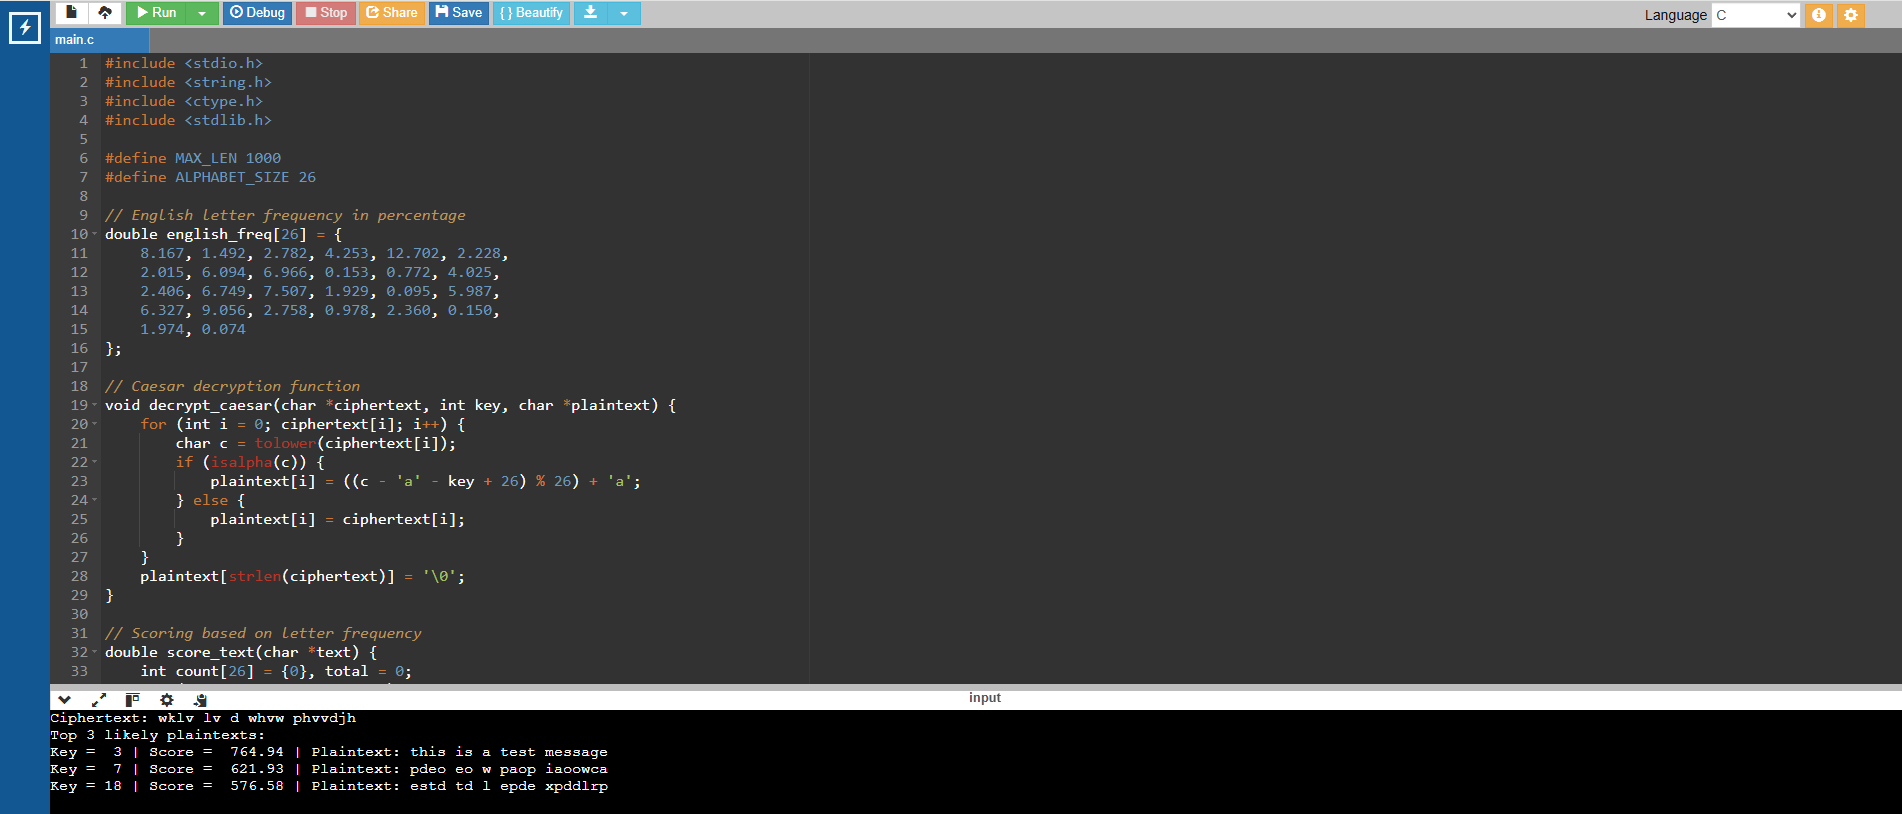 Run Debug Stop Share Save { } Beautify Language C
main.c
1 #include <stdio.h>
2 #include <string.h>
3 #include <ctype.h>
4 #include <stdlib.h>
5
6 #define MAX_LEN 1000
7 #define ALPHABET_SIZE 26
8
9 // English letter frequency in percentage
10 double english_freq[26] = {
11     8.167, 1.492, 2.782, 4.253, 12.702, 2.228,
12     2.015, 6.094, 6.966, 0.153, 0.772, 4.025,
13     2.406, 6.749, 7.507, 1.929, 0.095, 5.987,
14     6.327, 9.056, 2.758, 0.978, 2.360, 0.150,
15     1.974, 0.074
16 };
17
18 // Caesar decryption function
19 void decrypt_caesar(char *ciphertext, int key, char *plaintext) {
20     for (int i = 0; ciphertext[i]; i++) {
21         char c = tolower(ciphertext[i]);
22         if (isalpha(c)) {
23             plaintext[i] = ((c - 'a' - key + 26) % 26) + 'a';
24         } else {
25             plaintext[i] = ciphertext[i];
26         }
27     }
28     plaintext[strlen(ciphertext)] = '\0';
29 }
30
31 // Scoring based on letter frequency
32 double score_text(char *text) {
33     int count[26] = {0}, total = 0;
input
Ciphertext: wklv lv d whvw phvvdjh
Top 3 likely plaintexts:
Key =  3 | Score =  764.94 | Plaintext: this is a test message
Key =  7 | Score =  621.93 | Plaintext: pdeo eo w paop iaoowca
Key = 18 | Score =  576.58 | Plaintext: estd td l epde xpddlrp